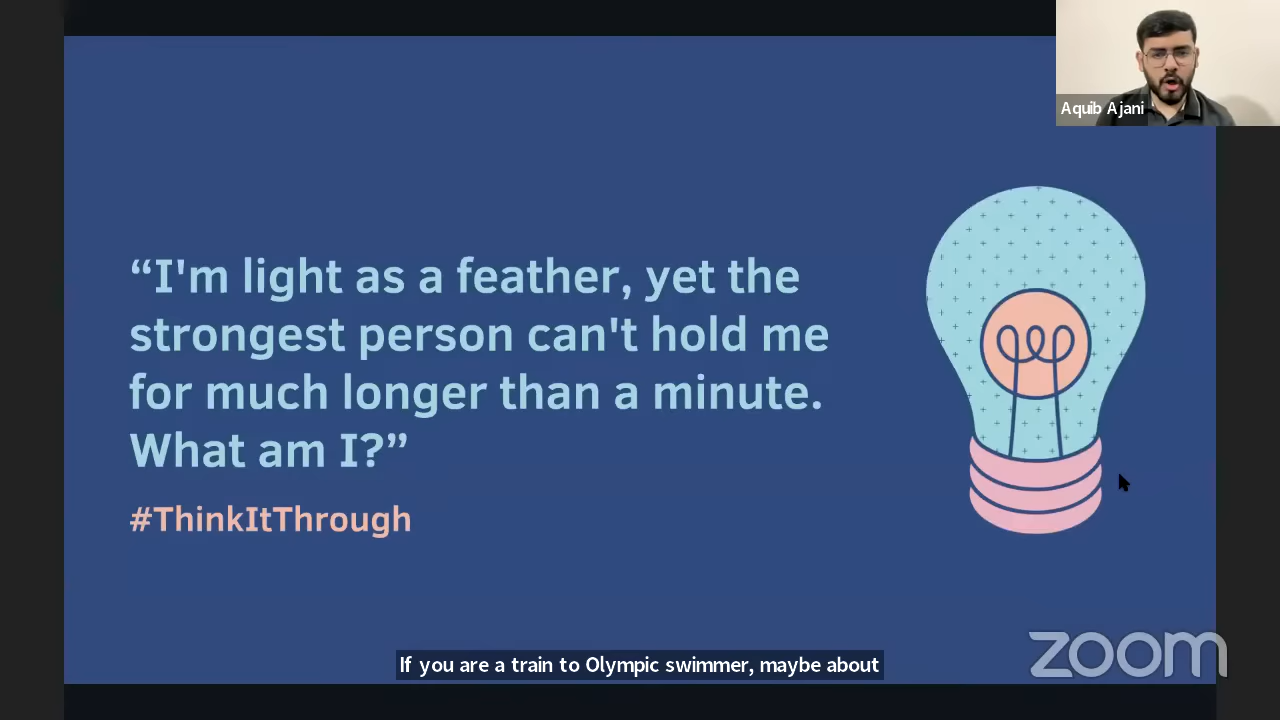 Aquib Ajani
“I'm light as a feather, yet the
strongest person can't hold me
for much longer than a minute.
What am I?”
#ThinkItThrough
If you are a train to Olympic swimmer, maybe about
zoom